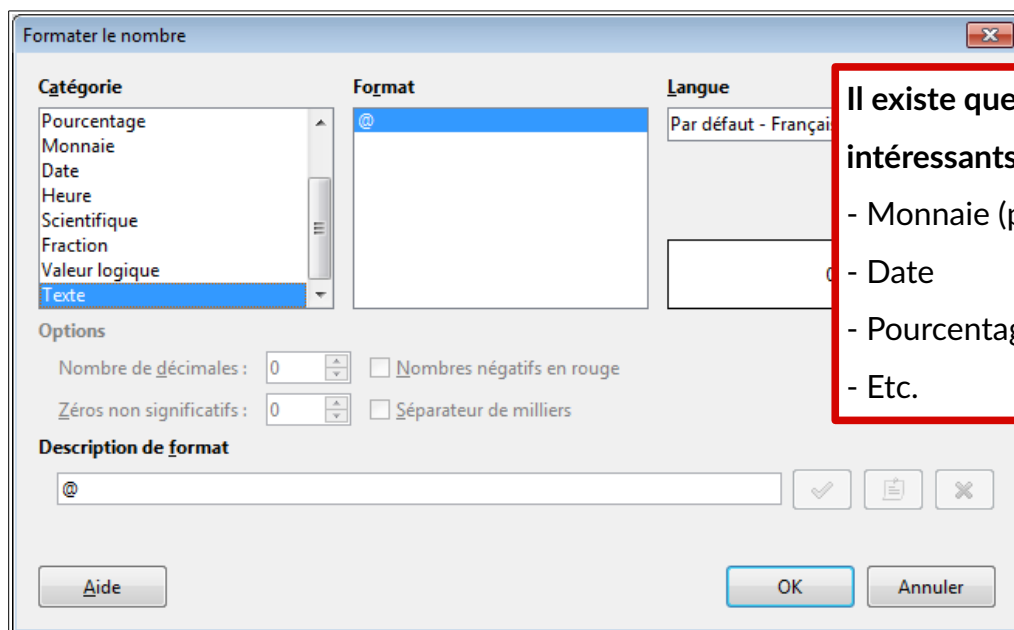 Formater le nombre
Catégorie
Format
Langue
Pourcentage
Monnaie
Date
Heure
Scientifique
Fraction
Valeur logique
Texte
@
Par défaut - Françai
Il existe que
intéressants
- Monnaie (p
- Date
- Pourcentag
- Etc.
Options
Nombre de décimales : 0
Nombres négatifs en rouge
Zéros non significatifs : 0
Séparateur de milliers
Description de format
@
Aide
OK
Annuler